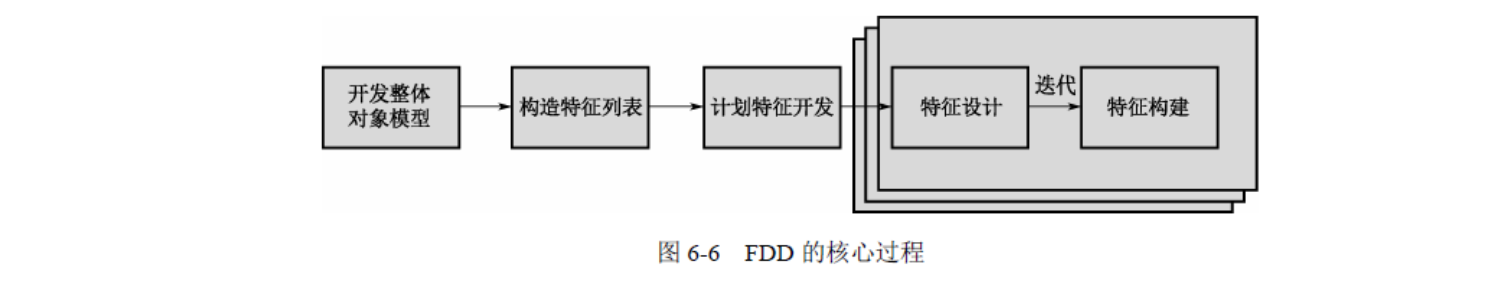 开发整体
对象模型
构造特征列表
计划特征开发
特征设计
迭代
特征构建
图 6-6 FDD 的核心过程